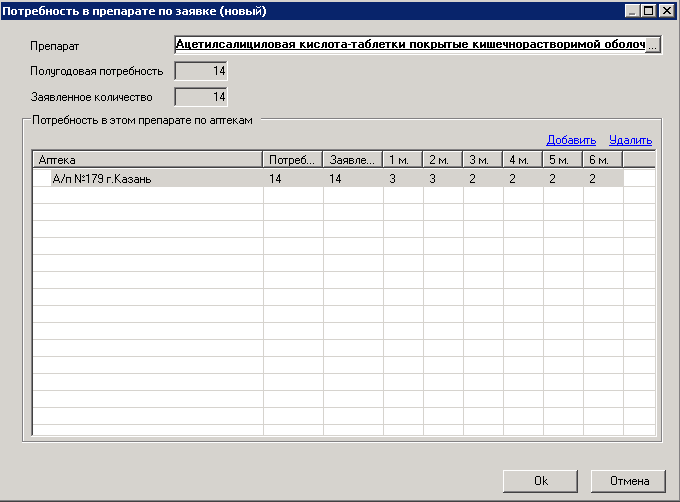 Потребность в препарате по заявке (новый)
Препарат Ацетилсалициловая кислота-таблетки покрытые кишечнорастворимой оболоч ...
Полугодовая потребность 14
Заявленное количество 14
Потребность в этом препарате по аптекам
Добавить Удалить
Аптека Потреб... Заявле... 1 м. 2 м. 3 м. 4 м. 5 м. 6 м.
А/п №179 г.Казань 14 14 3 3 2 2 2 2
Ok Отмена